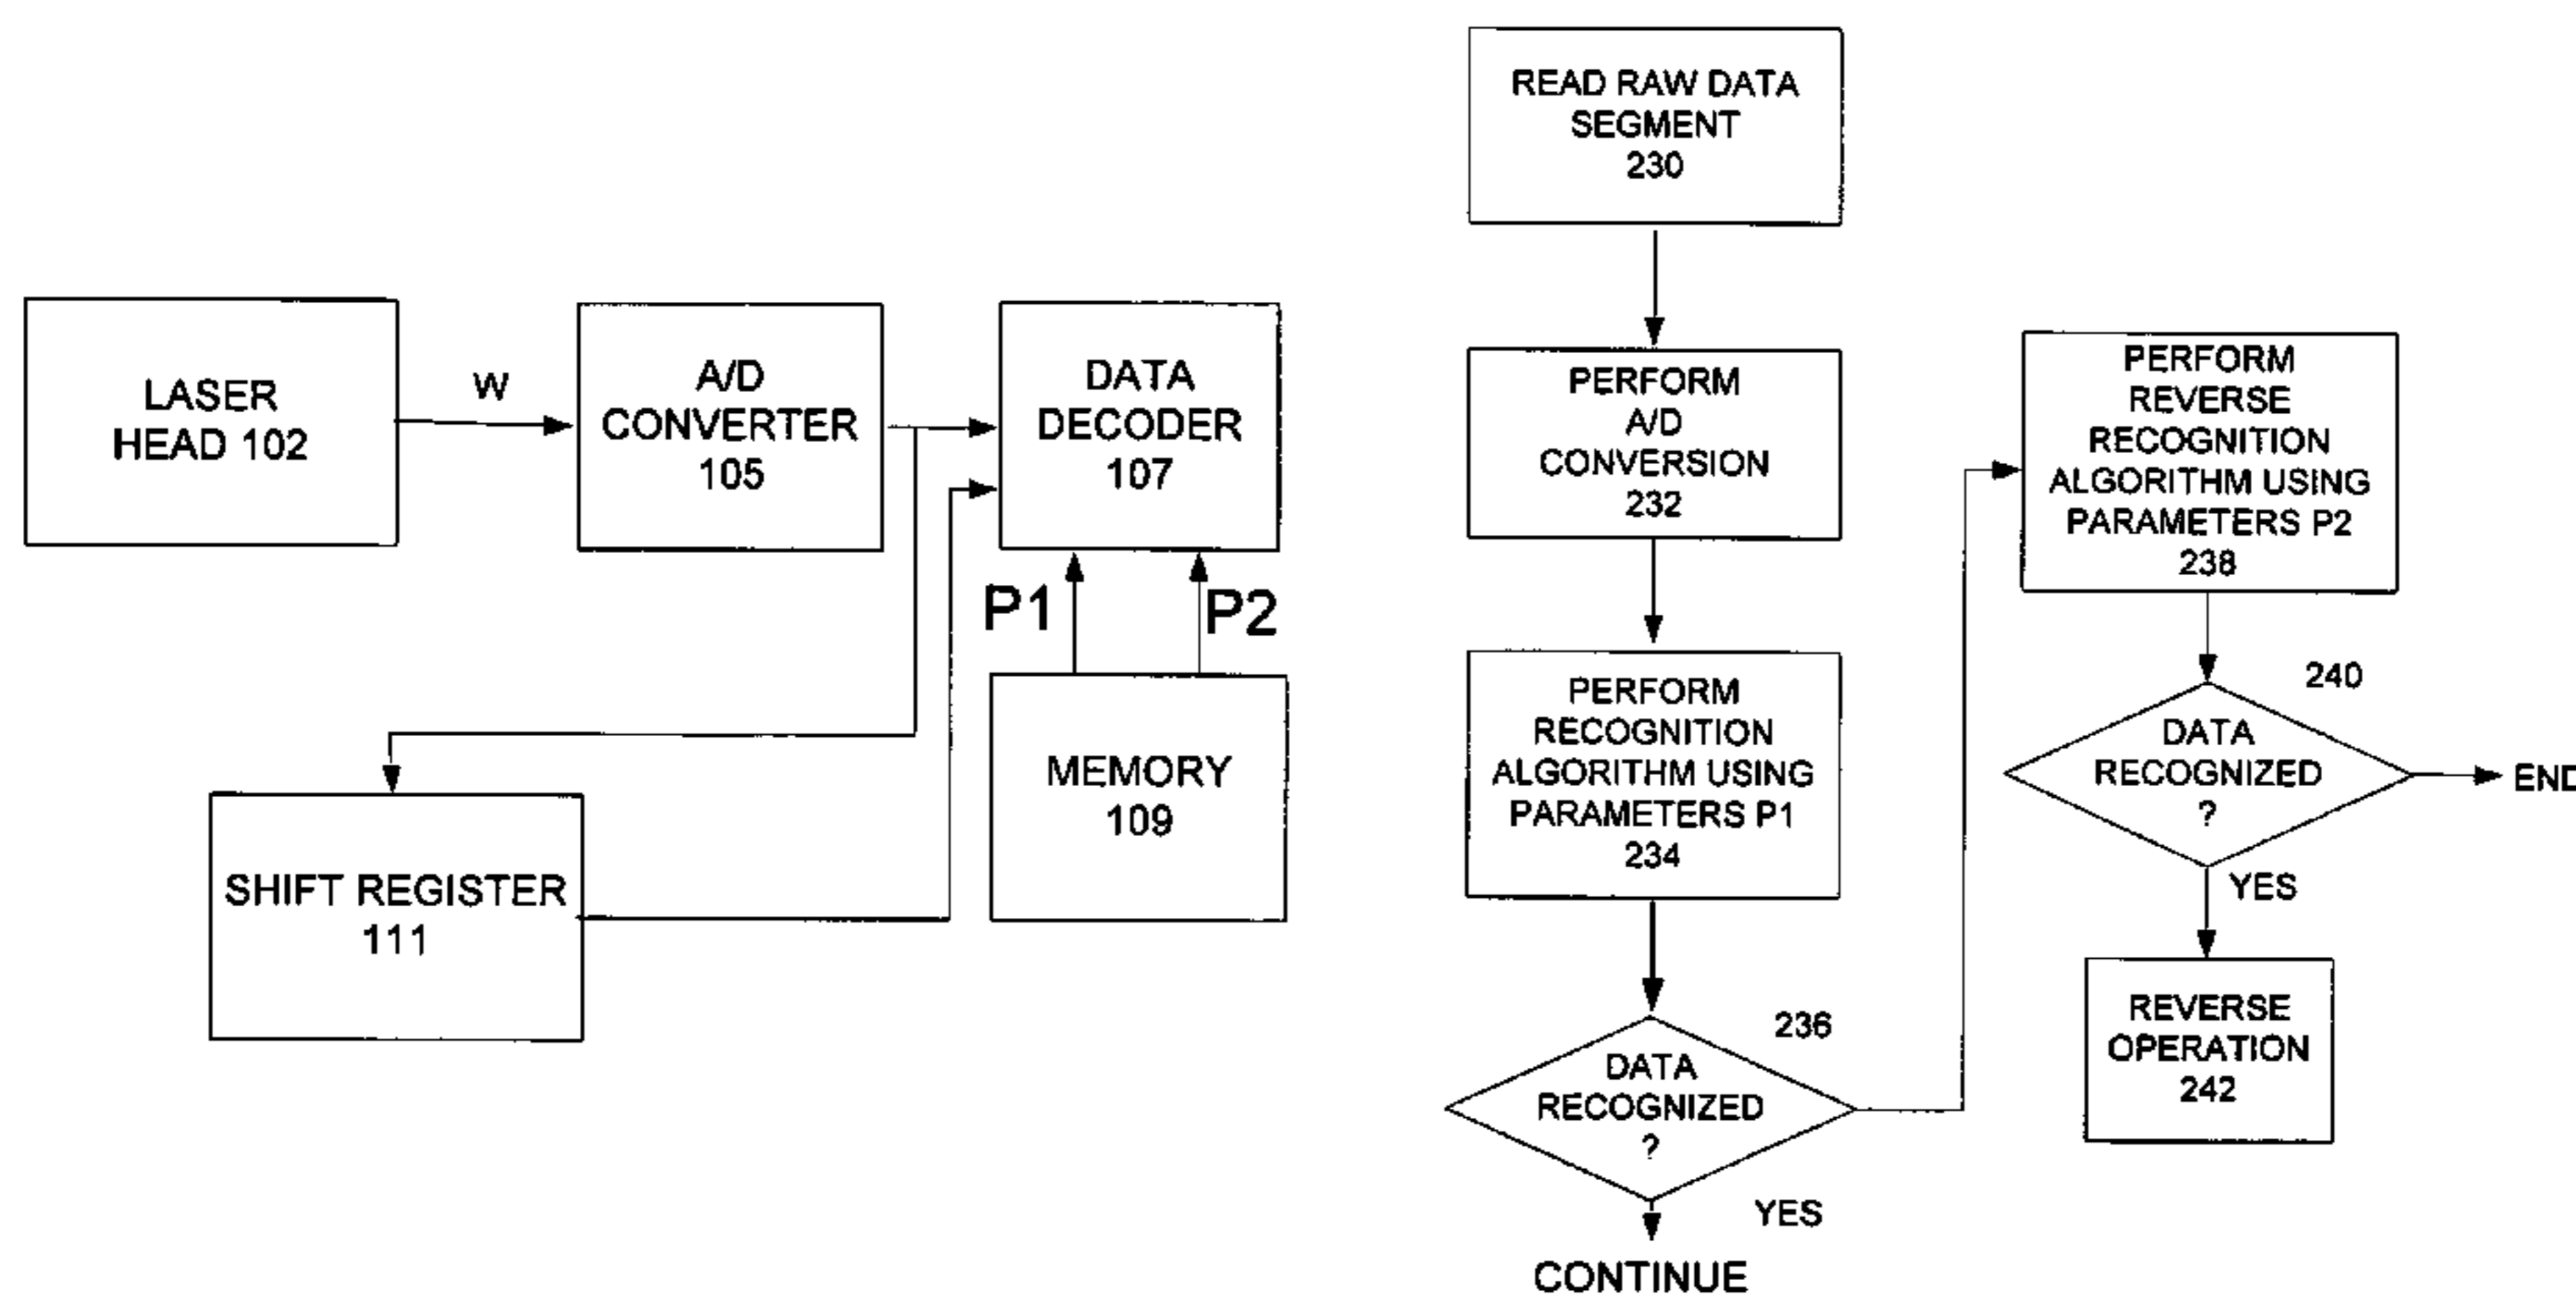 LASER
HEAD 102
W
A/D
CONVERTER
105
DATA
DECODER
107
P1
P2
MEMORY
109
SHIFT REGISTER
111
READ RAW DATA
SEGMENT
230
PERFORM
A/D
CONVERSION
232
PERFORM
RECOGNITION
ALGORITHM USING
PARAMETERS P1
234
236
DATA
RECOGNIZED
?
YES
CONTINUE
PERFORM
REVERSE
RECOGNITION
ALGORITHM USING
PARAMETERS P2
238
240
DATA
RECOGNIZED
?
END
YES
REVERSE
OPERATION
242